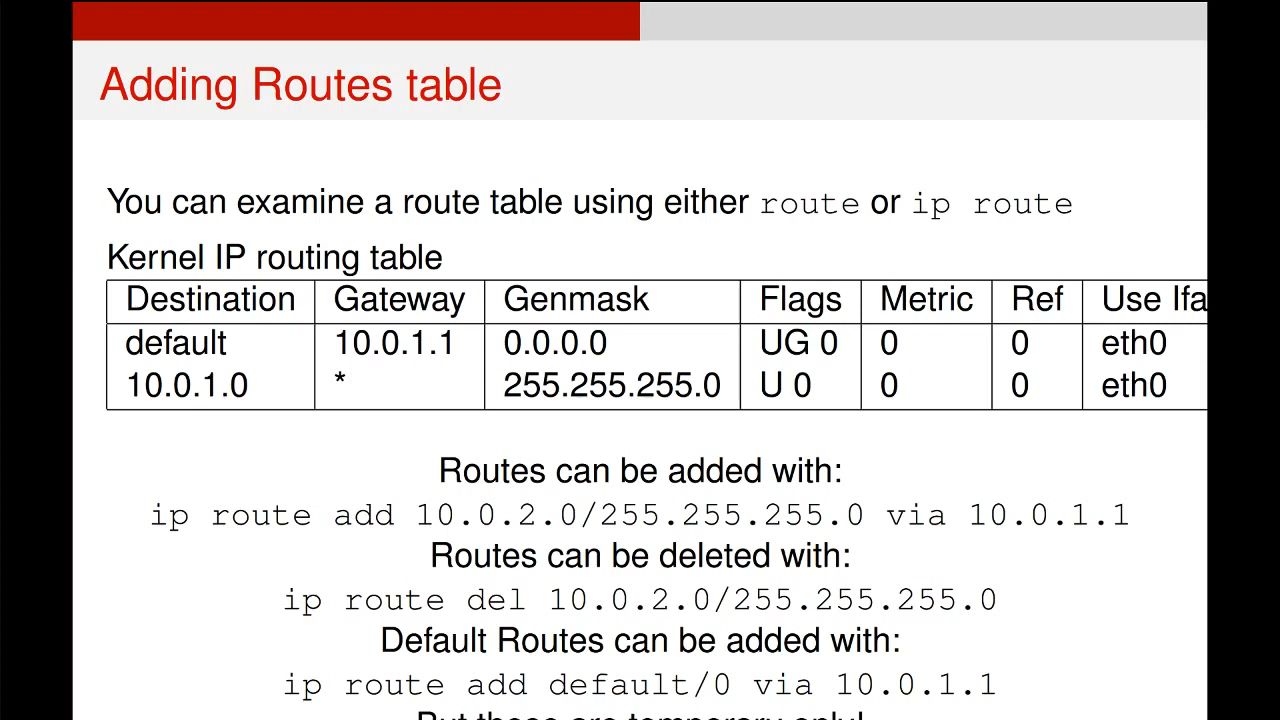 Adding Routes table
You can examine a route table using either route or ip route
Kernel IP routing table
Destination Gateway Genmask Flags Metric Ref Use Ifa
default 10.0.1.1 0.0.0.0 UG 0 0 0 eth0
10.0.1.0 * 255.255.255.0 U 0 0 0 eth0
Routes can be added with:
ip route add 10.0.2.0/255.255.255.0 via 10.0.1.1
Routes can be deleted with:
ip route del 10.0.2.0/255.255.255.0
Default Routes can be added with:
ip route add default/0 via 10.0.1.1
But these are temporary only!